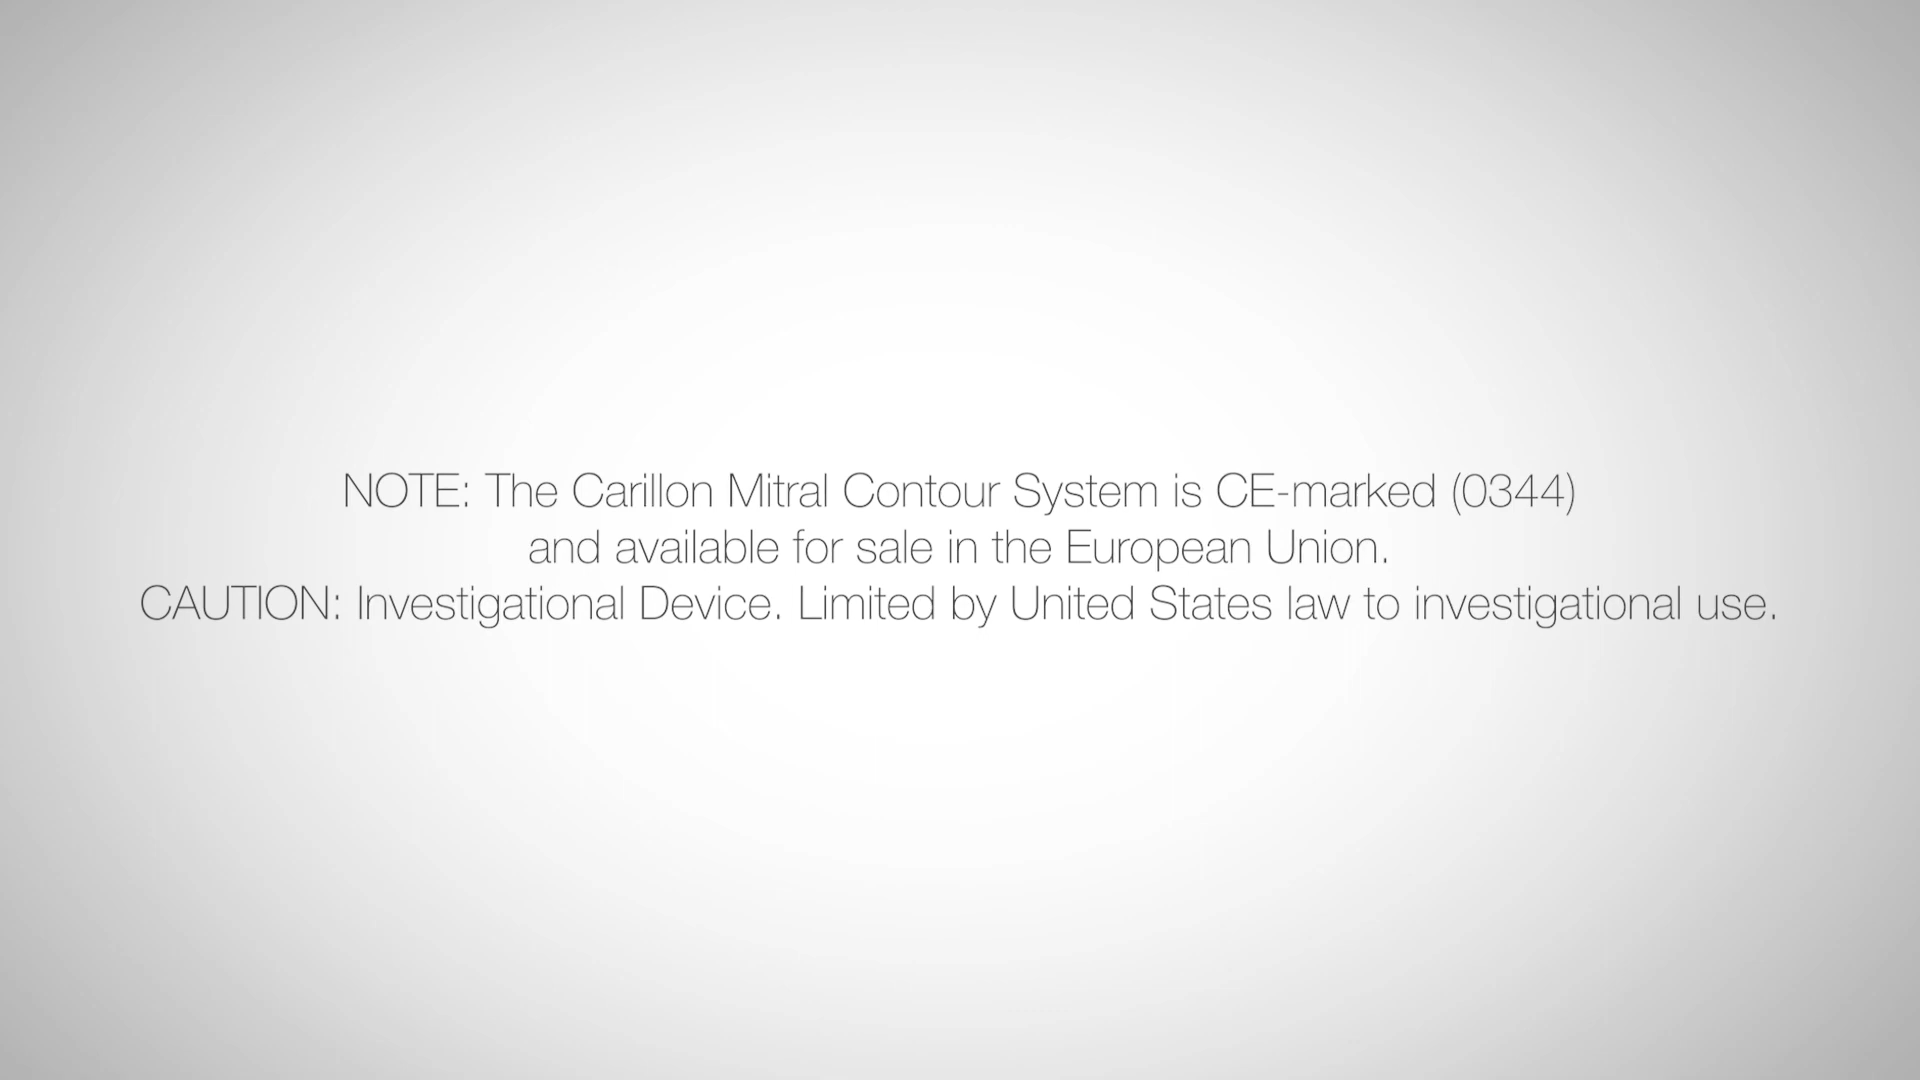 NOTE: The Carillon Mitral Contour System is CE-marked (0344)
and available for sale in the European Union.
CAUTION: Investigational Device. Limited by United States law to investigational use.